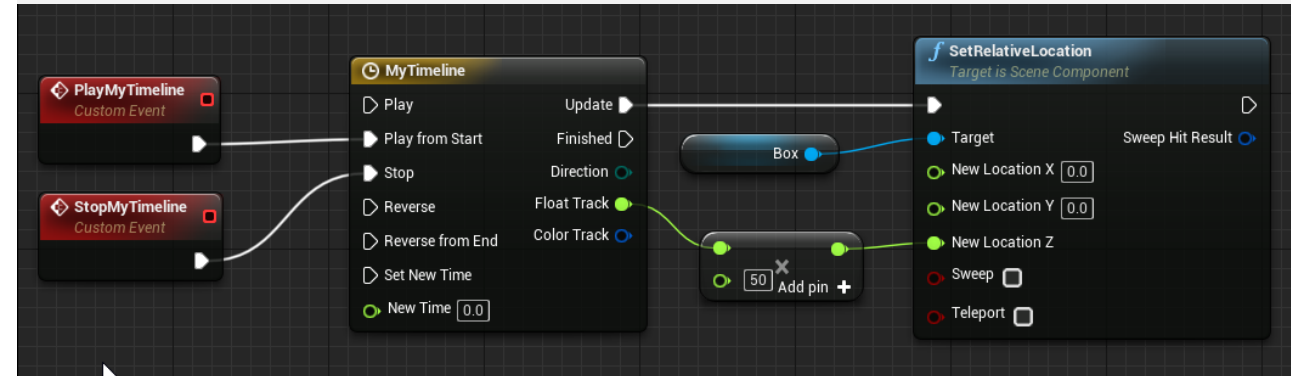 PlayMyTimeline
Custom Event
StopMyTimeline
Custom Event
MyTimeline
Play
Update
Play from Start
Finished
Stop
Direction
Reverse
Float Track
Reverse from End
Color Track
Set New Time
New Time 0.0
Box
50
Add pin +
f SetRelativeLocation
Target is Scene Component
Target
Sweep Hit Result
New Location X 0.0
New Location Y 0.0
New Location Z
Sweep
Teleport